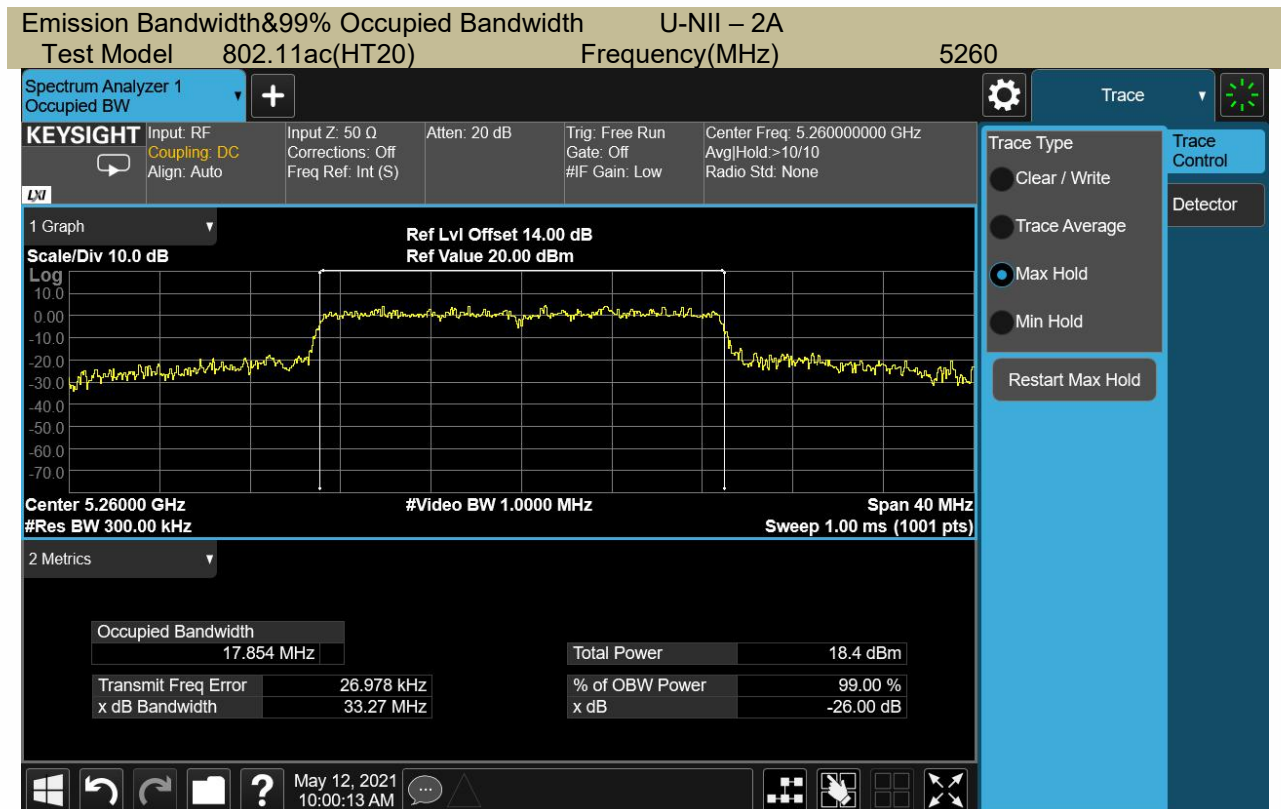 Emission Bandwidth&99% Occupied Bandwidth U-NII – 2A
Test Model 802.11ac(HT20) Frequency(MHz) 5260
Spectrum Analyzer 1
Occupied BW
Trace
KEYSIGHT
LXI
Input: RF
Coupling: DC
Align: Auto
Input Z: 50 Ω
Corrections: Off
Freq Ref: Int (S)
Atten: 20 dB
Trig: Free Run
Gate: Off
#IF Gain: Low
Center Freq: 5.260000000 GHz
Avg|Hold:>10/10
Radio Std: None
1 Graph
Scale/Div 10.0 dB
Ref Lvl Offset 14.00 dB
Ref Value 20.00 dBm
Log
10.0
0.00
-10.0
-20.0
-30.0
-40.0
-50.0
-60.0
-70.0
Center 5.26000 GHz
#Res BW 300.00 kHz
#Video BW 1.0000 MHz
Span 40 MHz
Sweep 1.00 ms (1001 pts)
2 Metrics
Occupied Bandwidth
17.854 MHz
Transmit Freq Error 26.978 kHz
x dB Bandwidth 33.27 MHz
Total Power 18.4 dBm
% of OBW Power 99.00 %
x dB -26.00 dB
Trace Type
Clear / Write
Trace Average
Max Hold
Min Hold
Restart Max Hold
Trace
Control
Detector
?
May 12, 2021
10:00:13 AM